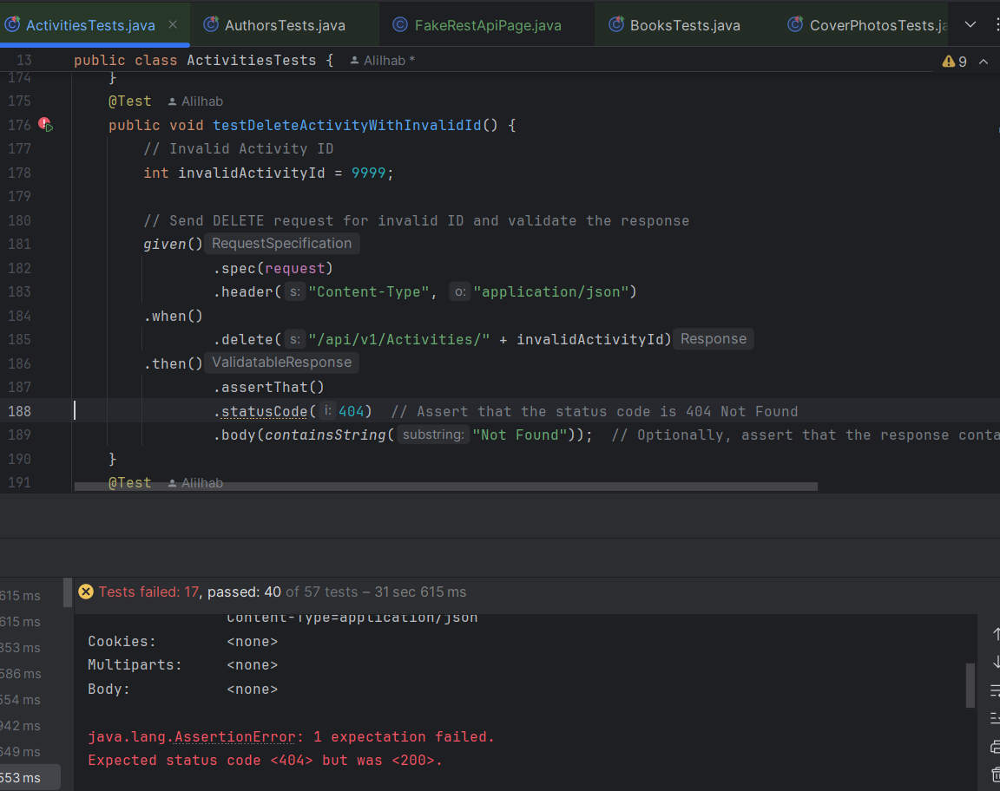 ActivitiesTests.java AuthorsTests.java FakeRestApiPage.java BooksTests.java CoverPhotosTests.ja
13 public class ActivitiesTests { Alilhab * 9
174 }
175 @Test Alilhab
176 public void testDeleteActivityWithInvalidId() {
177 // Invalid Activity ID
178 int invalidActivityId = 9999;
179
180 // Send DELETE request for invalid ID and validate the response
181 given() RequestSpecification
182 .spec(request)
183 .header( s: "Content-Type", o: "application/json")
184 .when()
185 .delete( s: "/api/v1/Activities/" + invalidActivityId) Response
186 .then() ValidatableResponse
187 .assertThat()
188 .statusCode( i: 404) // Assert that the status code is 404 Not Found
189 .body(containsString( substring: "Not Found")); // Optionally, assert that the response conta
190 }
191 @Test Alilhab
615 ms Tests failed: 17, passed: 40 of 57 tests – 31 sec 615 ms
615 ms Content-Type=application/json
353 ms Cookies: <none>
586 ms Multiparts: <none>
554 ms Body: <none>
942 ms
649 ms java.lang.AssertionError: 1 expectation failed.
553 ms Expected status code <404> but was <200>.